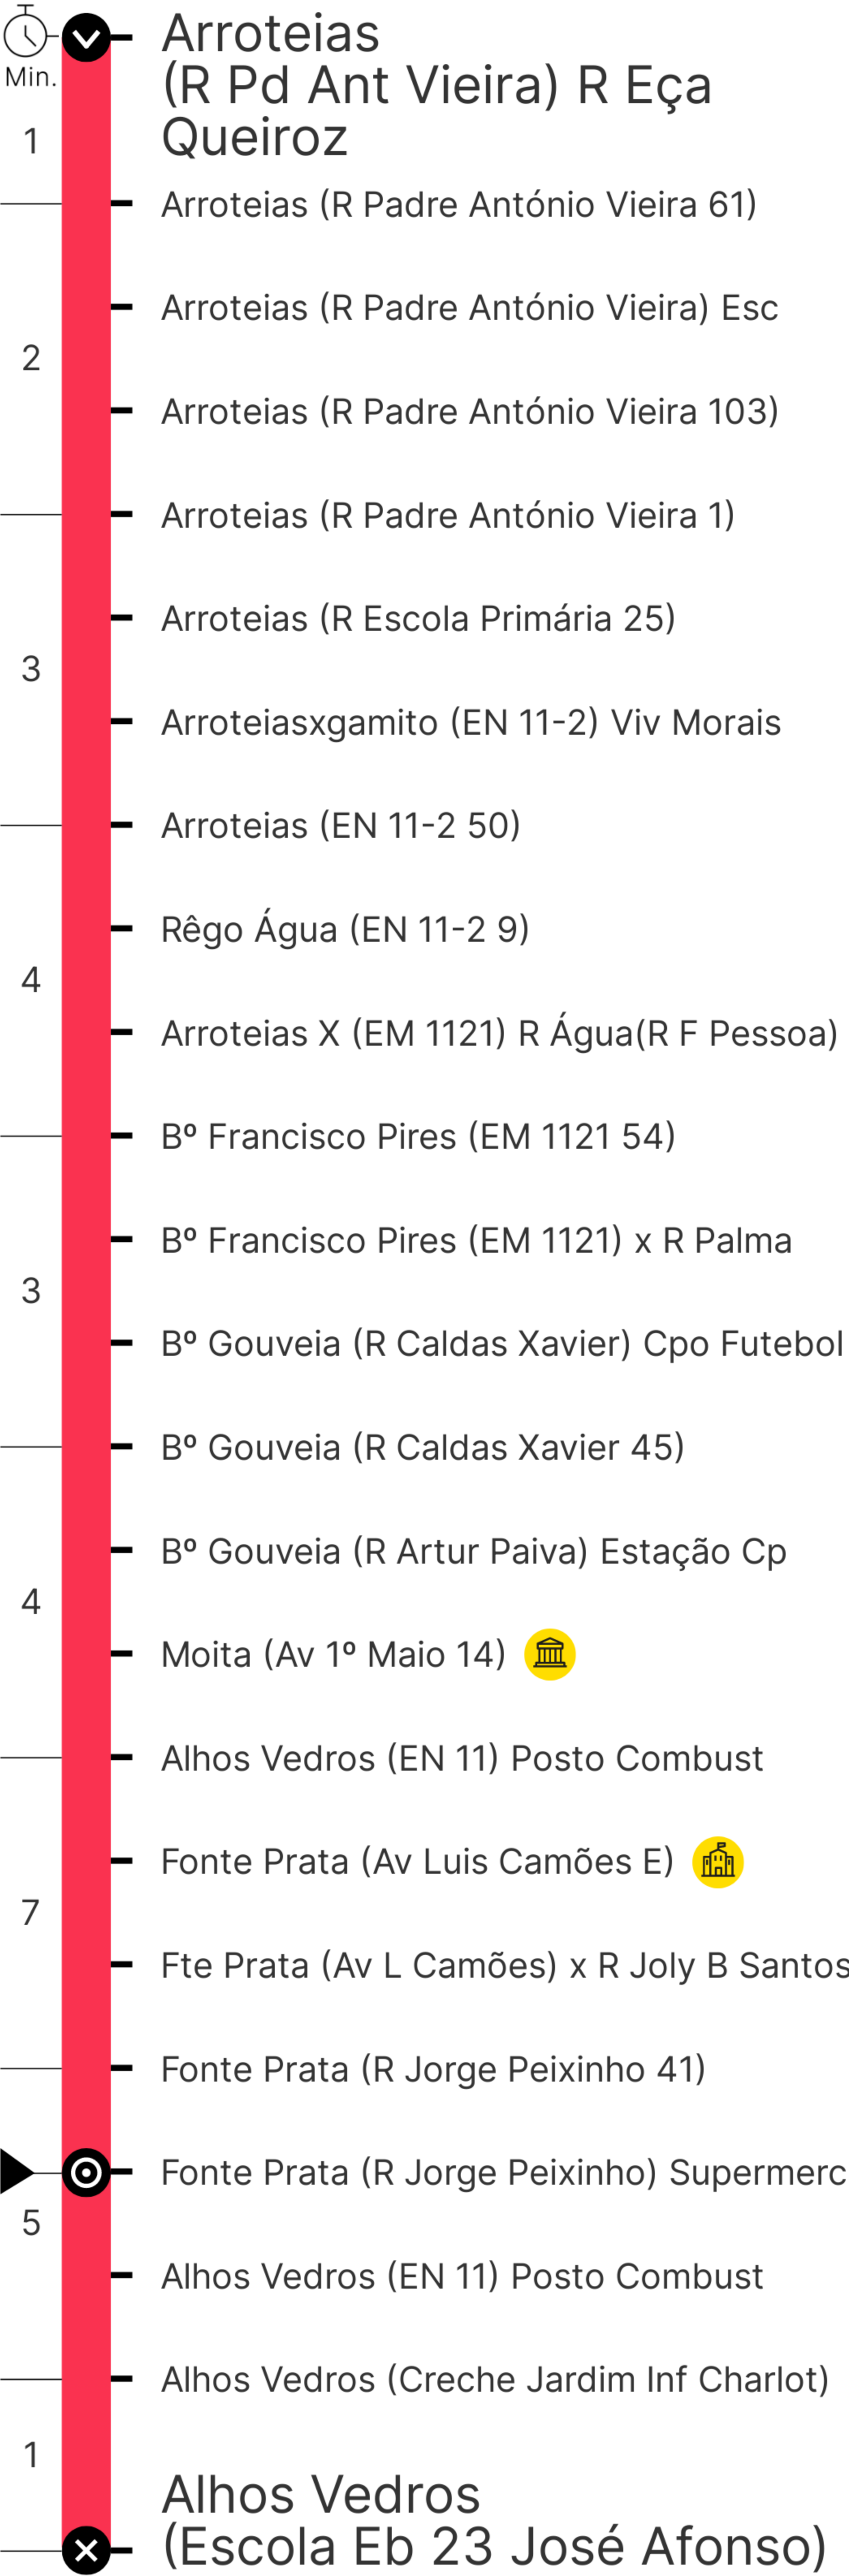 Min.
Arroteias
(R Pd Ant Vieira) R Eça
Queiroz
1
Arroteias (R Padre António Vieira 61)
Arroteias (R Padre António Vieira) Esc
2
Arroteias (R Padre António Vieira 103)
Arroteias (R Padre António Vieira 1)
Arroteias (R Escola Primária 25)
3
Arroteiasxgamito (EN 11-2) Viv Morais
Arroteias (EN 11-2 50)
Rêgo Água (EN 11-2 9)
4
Arroteias X (EM 1121) R Água(R F Pessoa)
Bº Francisco Pires (EM 1121 54)
Bº Francisco Pires (EM 1121) x R Palma
3
Bº Gouveia (R Caldas Xavier) Cpo Futebol
Bº Gouveia (R Caldas Xavier 45)
Bº Gouveia (R Artur Paiva) Estação Cp
4
Moita (Av 1º Maio 14)
Alhos Vedros (EN 11) Posto Combust
Fonte Prata (Av Luis Camões E)
7
Fte Prata (Av L Camões) x R Joly B Santos
Fonte Prata (R Jorge Peixinho 41)
Fonte Prata (R Jorge Peixinho) Supermerc
5
Alhos Vedros (EN 11) Posto Combust
Alhos Vedros (Creche Jardim Inf Charlot)
1
Alhos Vedros
(Escola Eb 23 José Afonso)